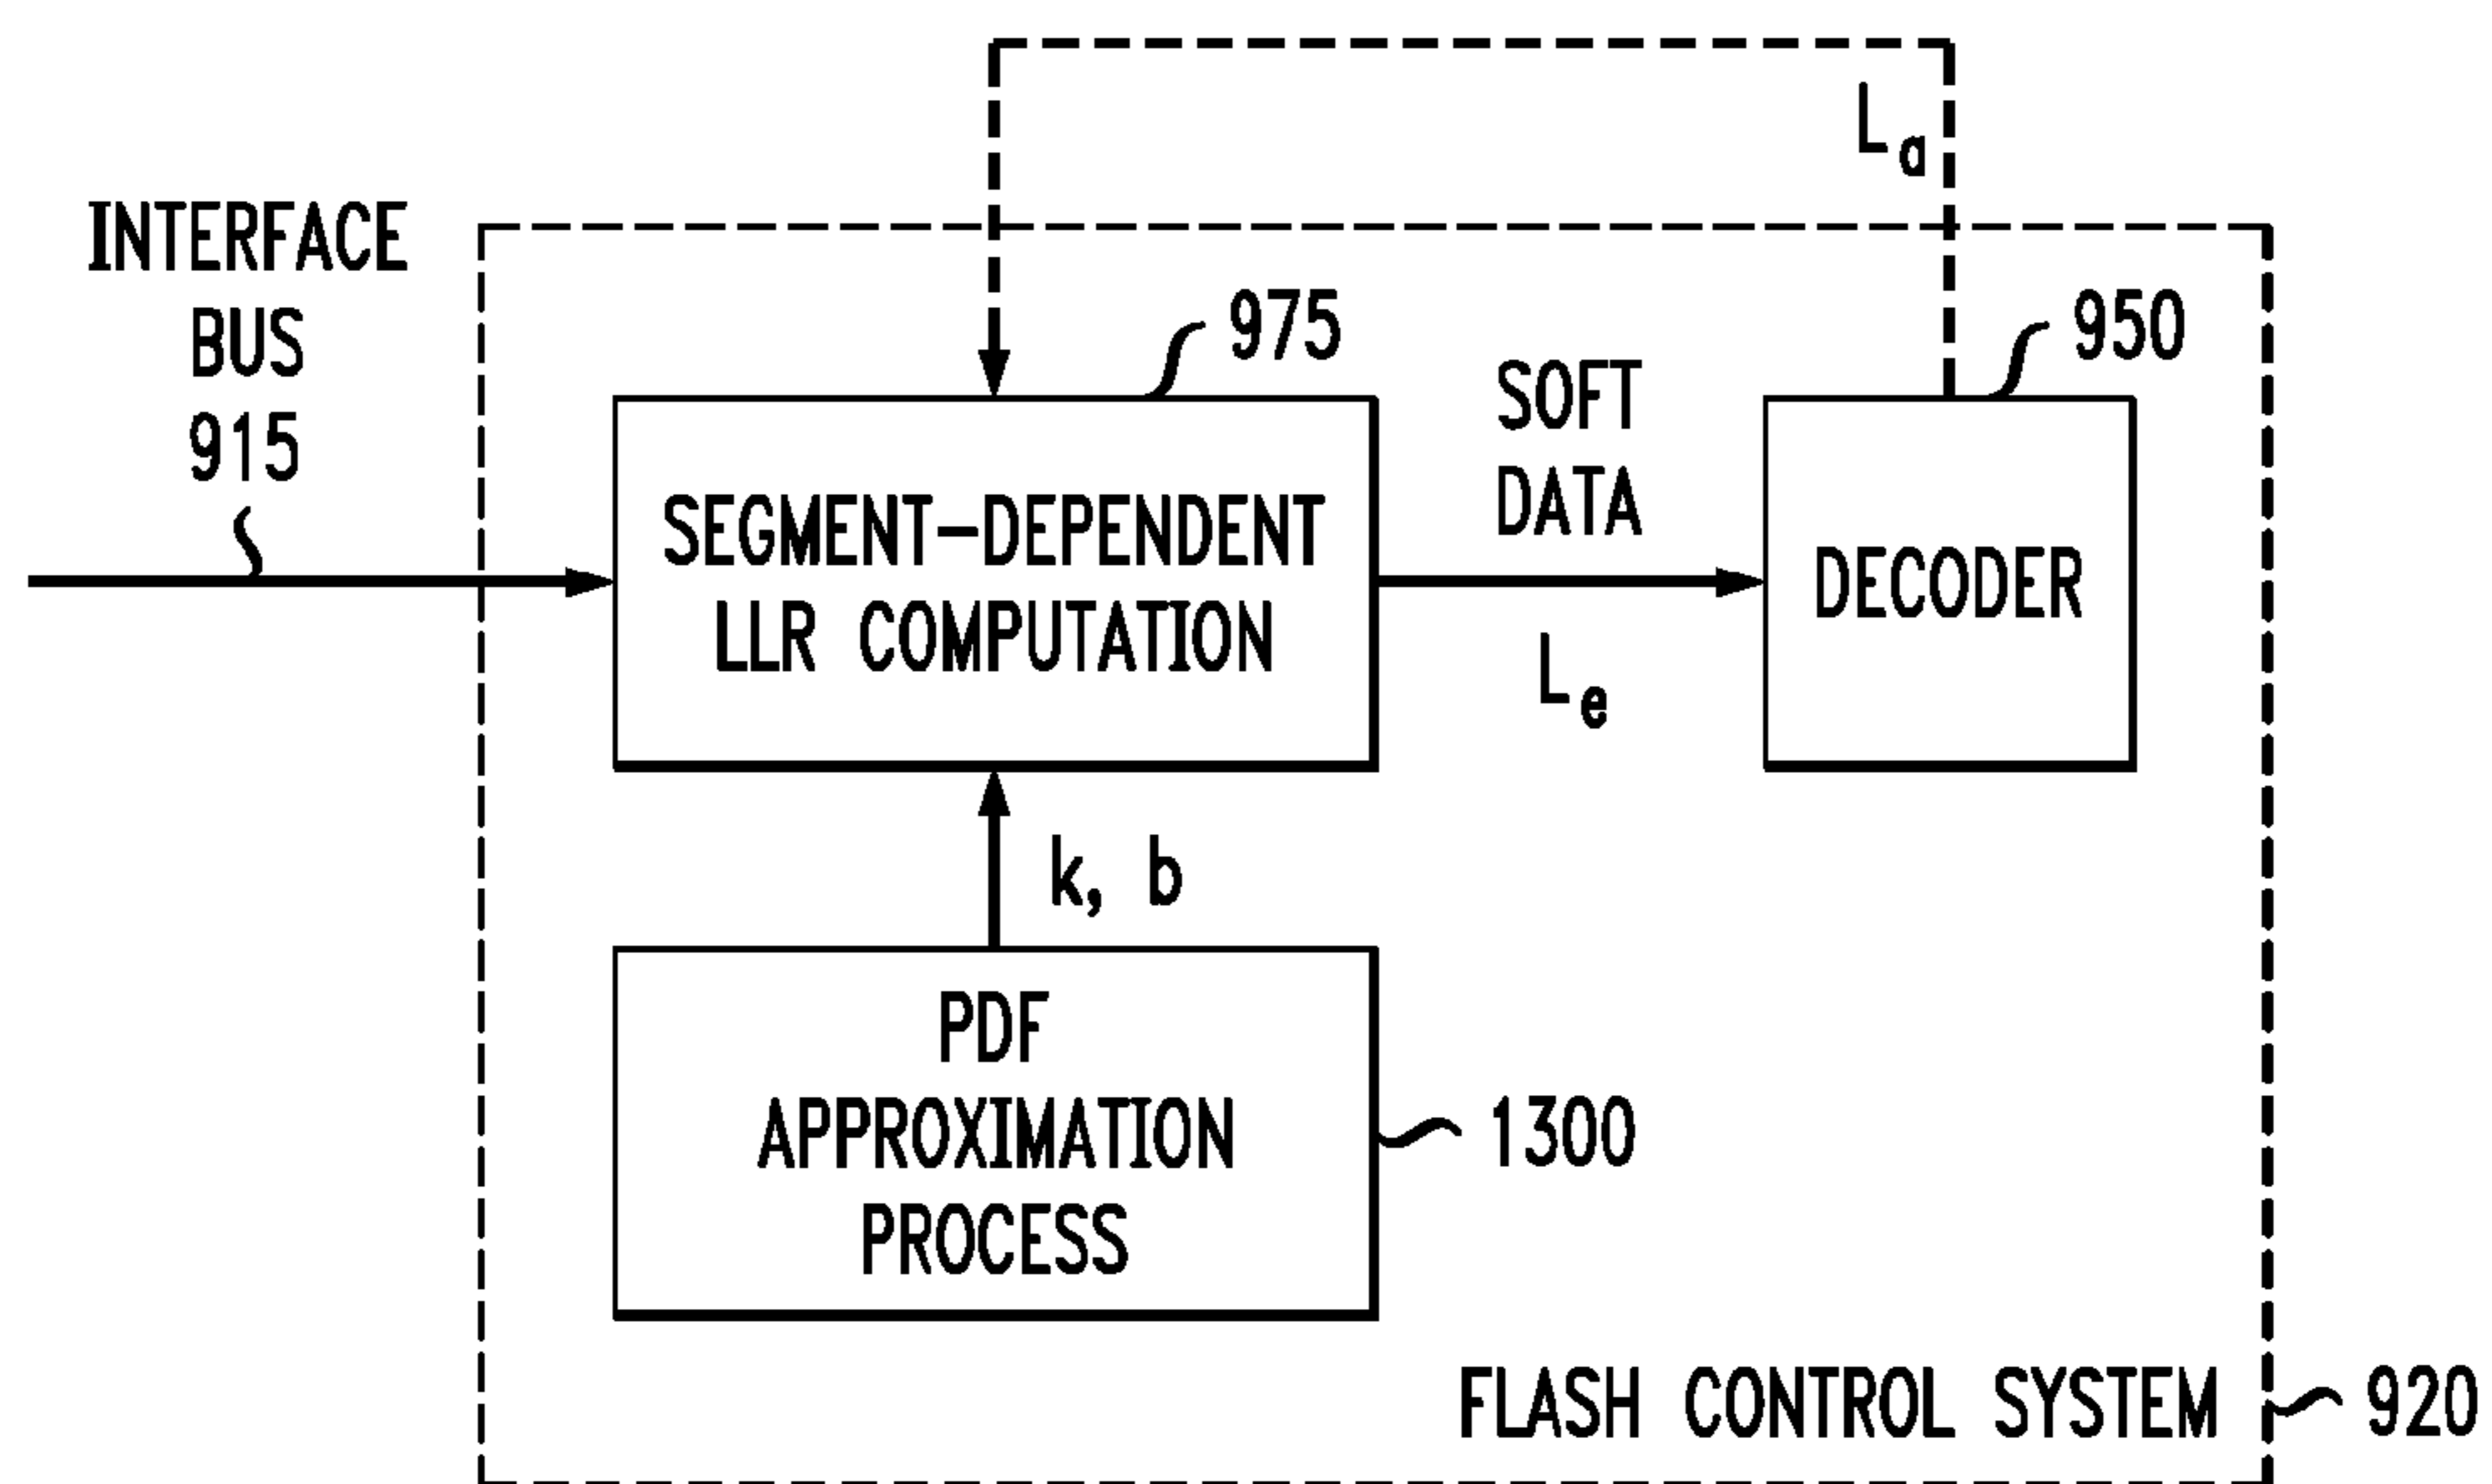 La
INTERFACE
BUS
915
975
950
SOFT
DATA
SEGMENT-DEPENDENT
LLR COMPUTATION
DECODER
Le
k, b
PDF
APPROXIMATION
PROCESS
1300
FLASH CONTROL SYSTEM
920